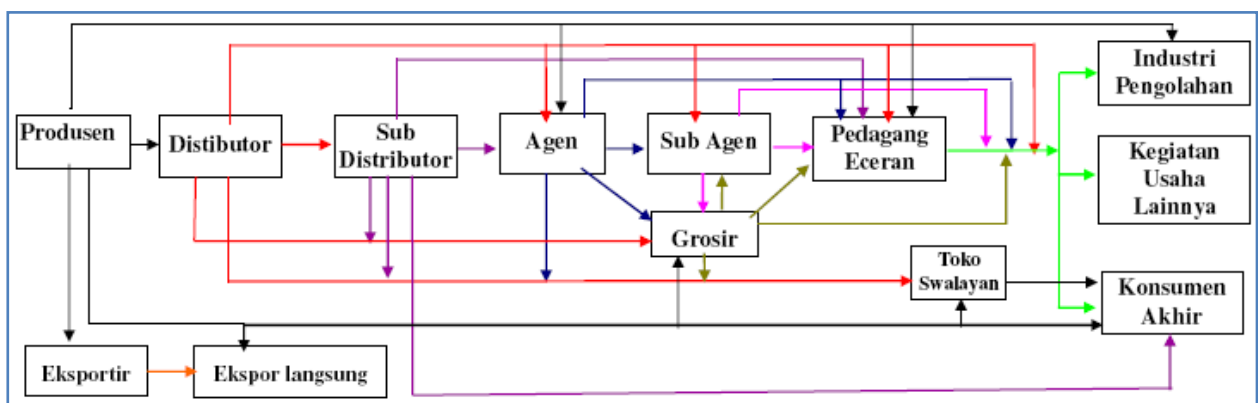 Produsen
Distibutor
Sub
Distributor
Agen
Sub Agen
Pedagang
Eceran
Industri
Pengolahan
Kegiatan
Usaha
Lainnya
Grosir
Toko
Swalayan
Konsumen
Akhir
Eksportir
Ekspor langsung